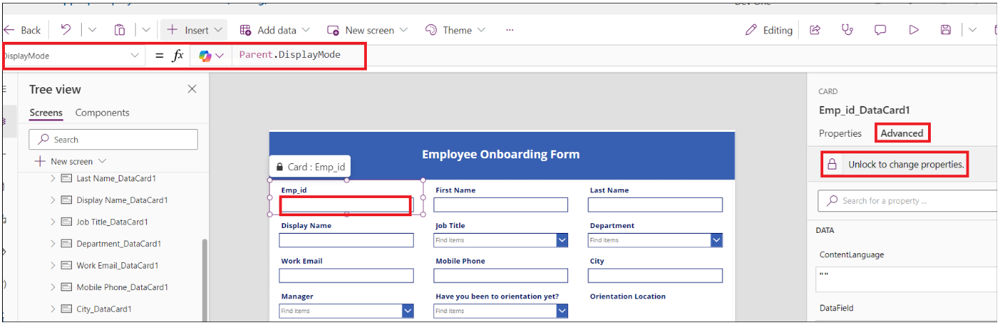 Back
Insert
Add data
New screen
Theme
...
Editing
DisplayMode
= fx
Parent.DisplayMode
Tree view
Screens
Components
Search
New screen
Last Name_DataCard1
Display Name_DataCard1
Job Title_DataCard1
Department_DataCard1
Work Email_DataCard1
Mobile Phone_DataCard1
City_DataCard1
Employee Onboarding Form
Card : Emp_id
Emp_id
First Name
Last Name
Display Name
Job Title
Department
Find items
Find items
Work Email
Mobile Phone
City
Manager
Have you been to orientation yet?
Orientation Location
Find items
Find items
CARD
Emp_id_DataCard1
Properties
Advanced
Unlock to change properties.
Search for a property ...
DATA
ContentLanguage
""
DataField